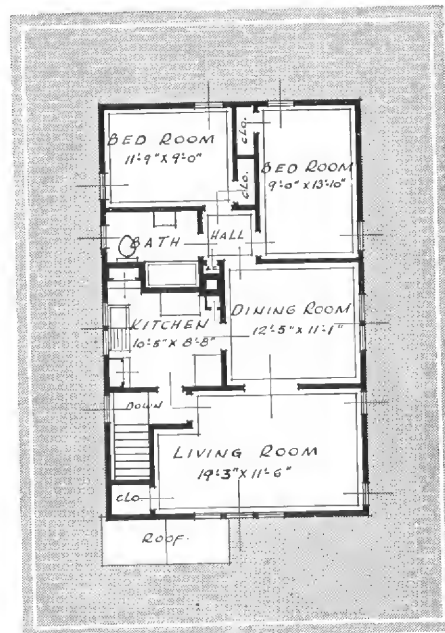 BED ROOM
11'-9" X 9'-0"
CLO.
CLO.
BED ROOM
9'-0" X 13'-10"
BATH
HALL
KITCHEN
10'-5" X 8'-8"
DINING ROOM
12'-5" X 11'-1"
DOWN
LIVING ROOM
19'-3" X 11'-6"
CLO.
ROOF.